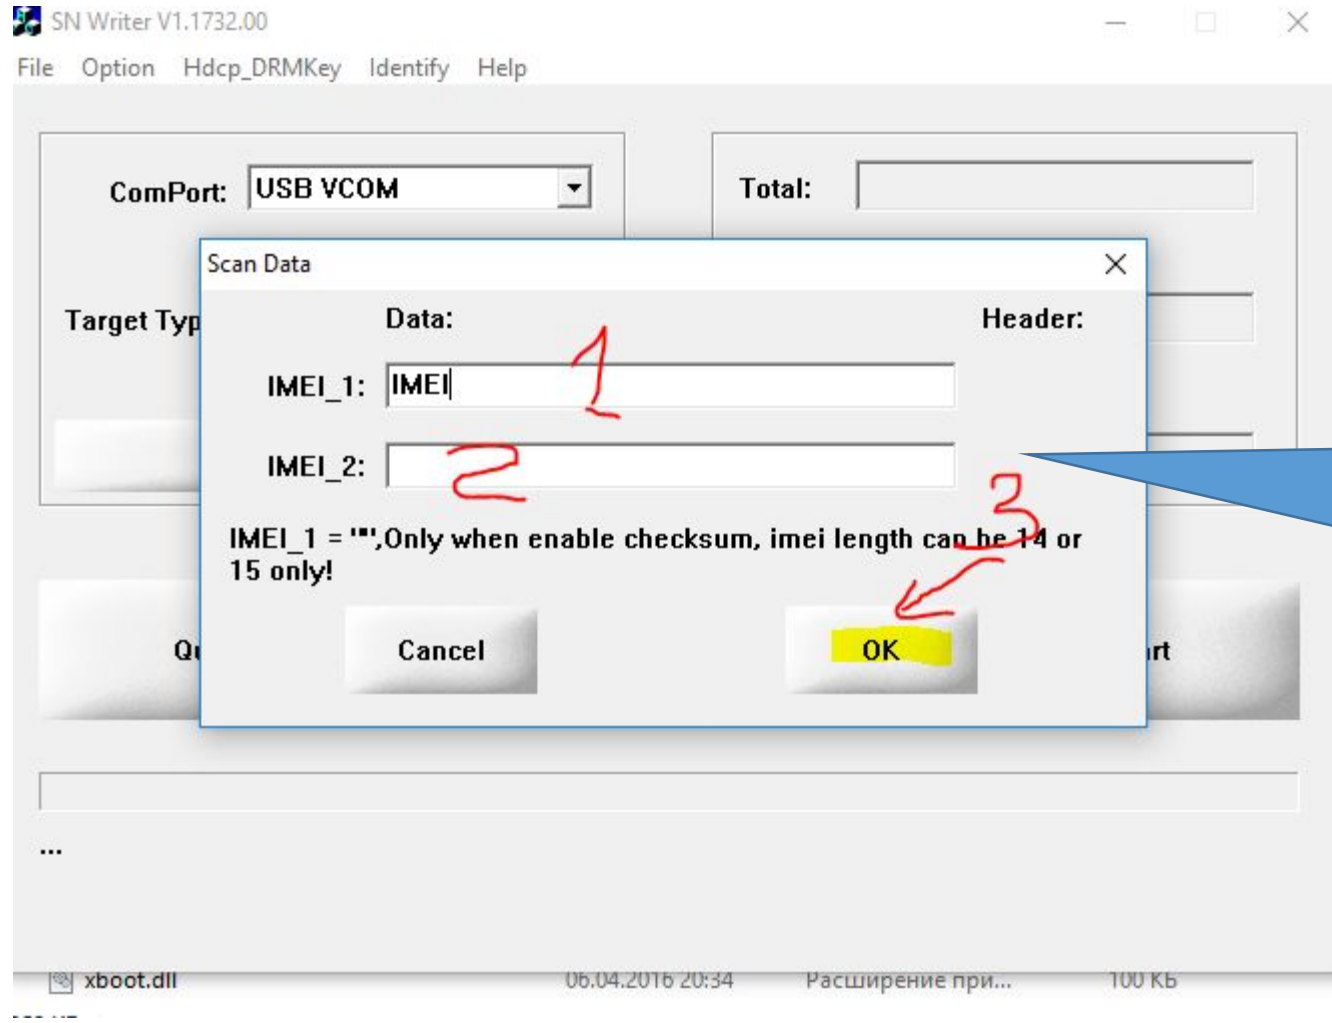 SN Writer V1.1732.00
File Option Hdcp_DRMKey Identify Help
ComPort: USB VCOM
Total:
Scan Data
Target Typ
Data: Header:
1
IMEI_1: IMEI
IMEI_2: 2
3
IMEI_1 = "",Only when enable checksum, imei length can be 14 or
15 only!
Cancel OK
...
xboot.dll 06.04.2016 20:34 Расширение при... 100 КБ